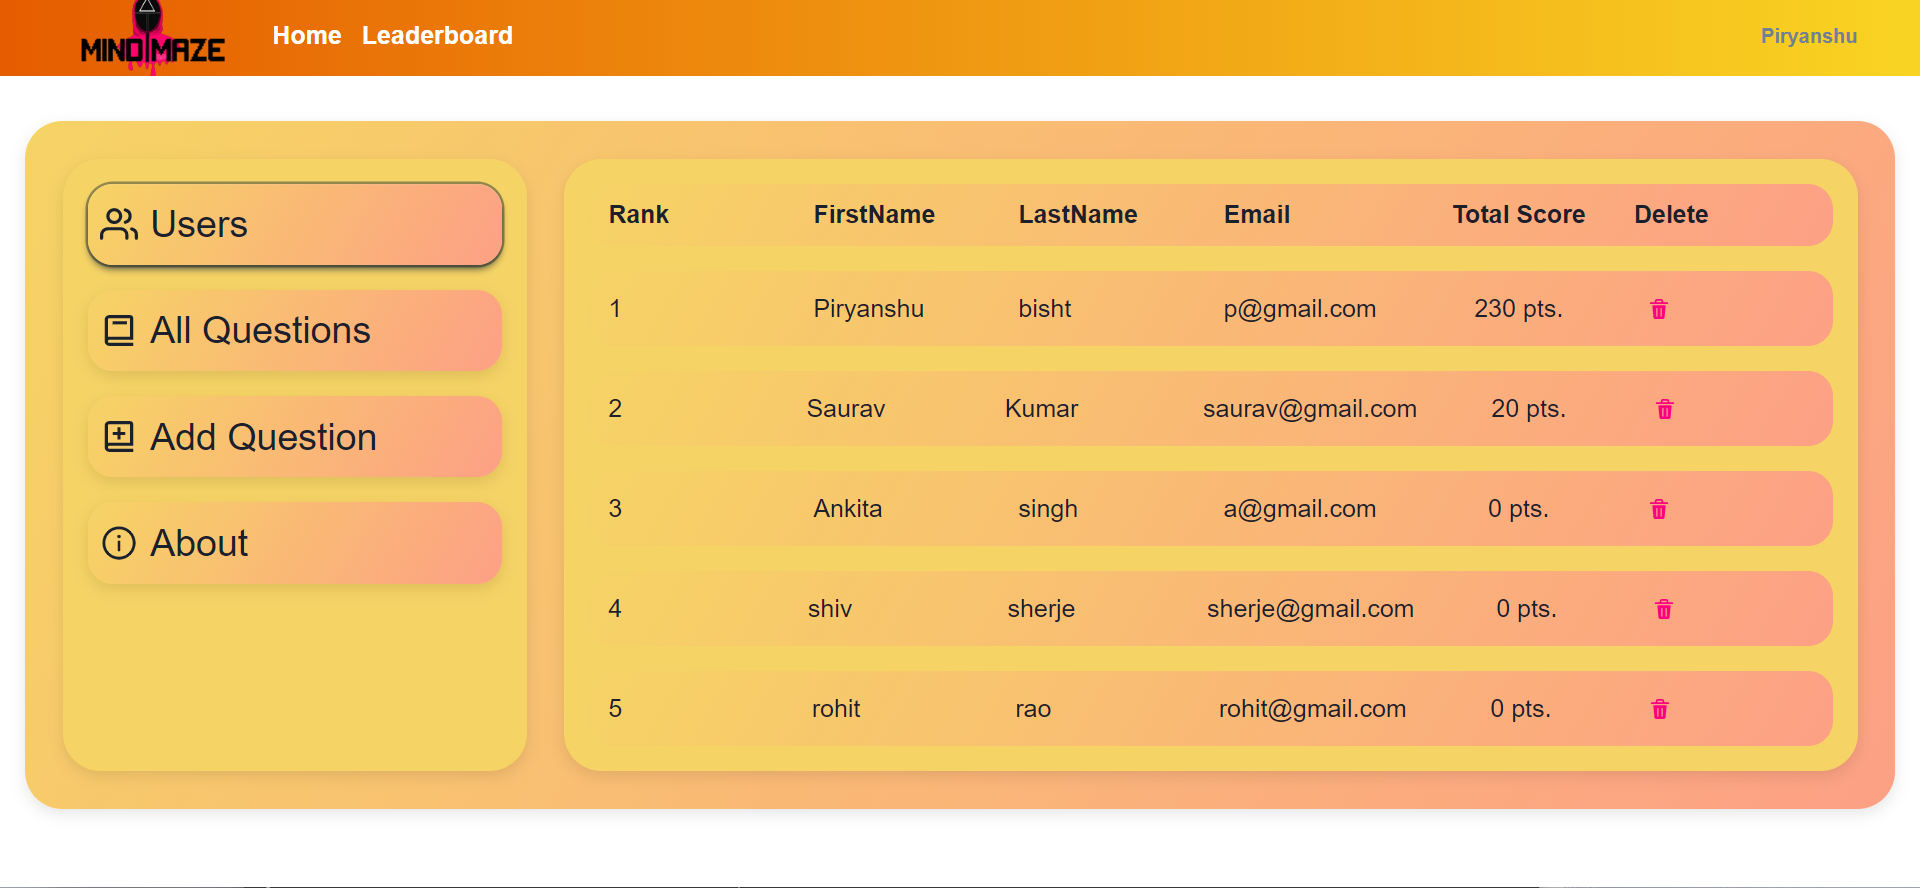 MINDMAZE Home Leaderboard Piryanshu
Users
All Questions
Add Question
About
Rank FirstName LastName Email Total Score Delete
1 Piryanshu bisht p@gmail.com 230 pts.
2 Saurav Kumar saurav@gmail.com 20 pts.
3 Ankita singh a@gmail.com 0 pts.
4 shiv sherje sherje@gmail.com 0 pts.
5 rohit rao rohit@gmail.com 0 pts.